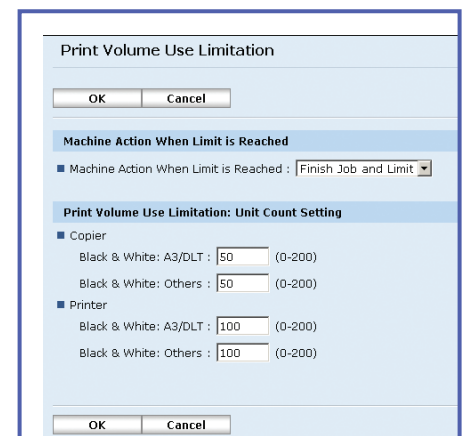 Print Volume Use Limitation
OK Cancel
Machine Action When Limit is Reached
Machine Action When Limit is Reached : Finish Job and Limit
Print Volume Use Limitation: Unit Count Setting
Copier
Black & White: A3/DLT : 50 (0-200)
Black & White: Others : 50 (0-200)
Printer
Black & White: A3/DLT : 100 (0-200)
Black & White: Others : 100 (0-200)
OK Cancel